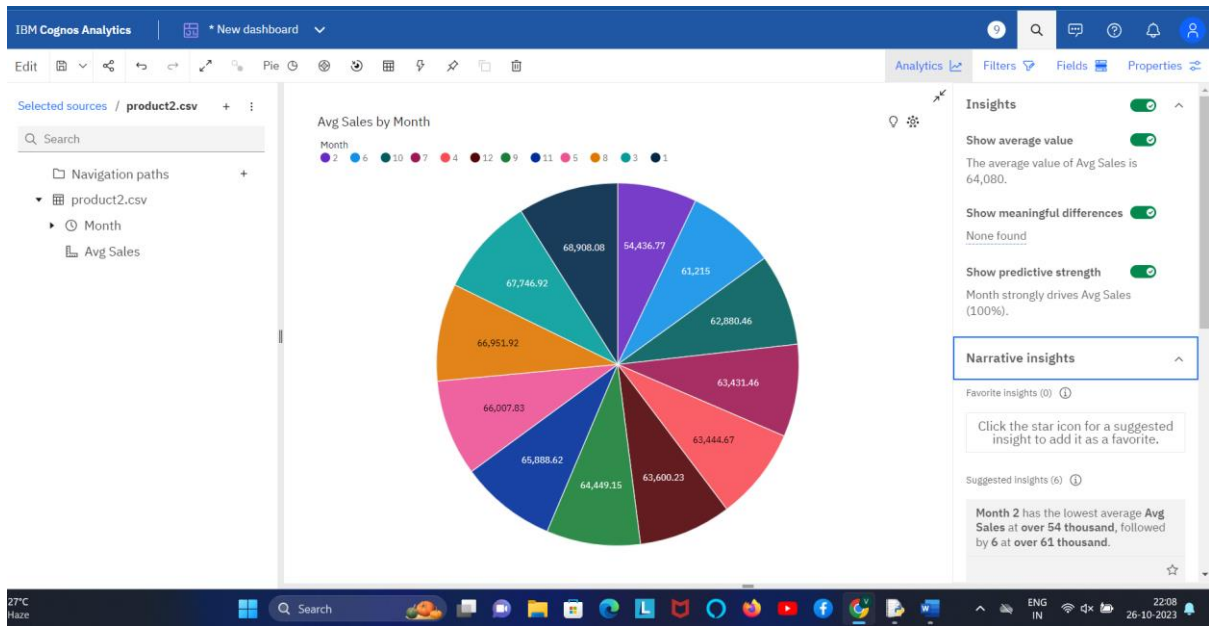 IBM Cognos Analytics
* New dashboard
9
Edit
Pie
Analytics
Filters
Fields
Properties
Selected sources / product2.csv
Search
Navigation paths
product2.csv
Month
Avg Sales
Avg Sales by Month
Month
2 6 10 7 4 12 9 11 5 8 3 1
68,908.08
54,436.77
61,215
67,746.92
62,880.46
66,951.92
63,431.46
66,007.83
63,444.67
65,888.62
63,600.23
64,449.15
Insights
Show average value
The average value of Avg Sales is
64,080.
Show meaningful differences
None found
Show predictive strength
Month strongly drives Avg Sales
(100%).
Narrative insights
Favorite insights (0)
Click the star icon for a suggested
insight to add it as a favorite.
Suggested insights (6)
Month 2 has the lowest average Avg
Sales at over 54 thousand, followed
by 6 at over 61 thousand.
27°C
Haze
Search
ENG
IN
22:08
26-10-2023